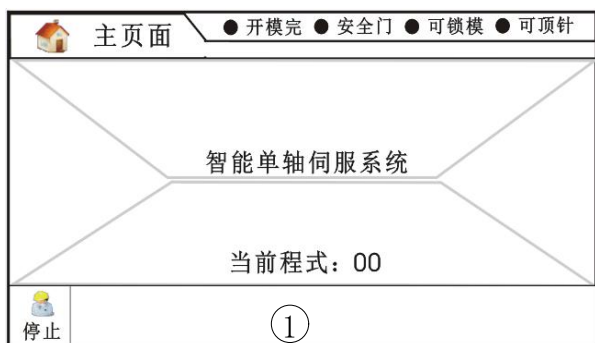 主页面 ● 开模完 ● 安全门 ● 可锁模 ● 可顶针
智能单轴伺服系统
当前程式：00
停止
①